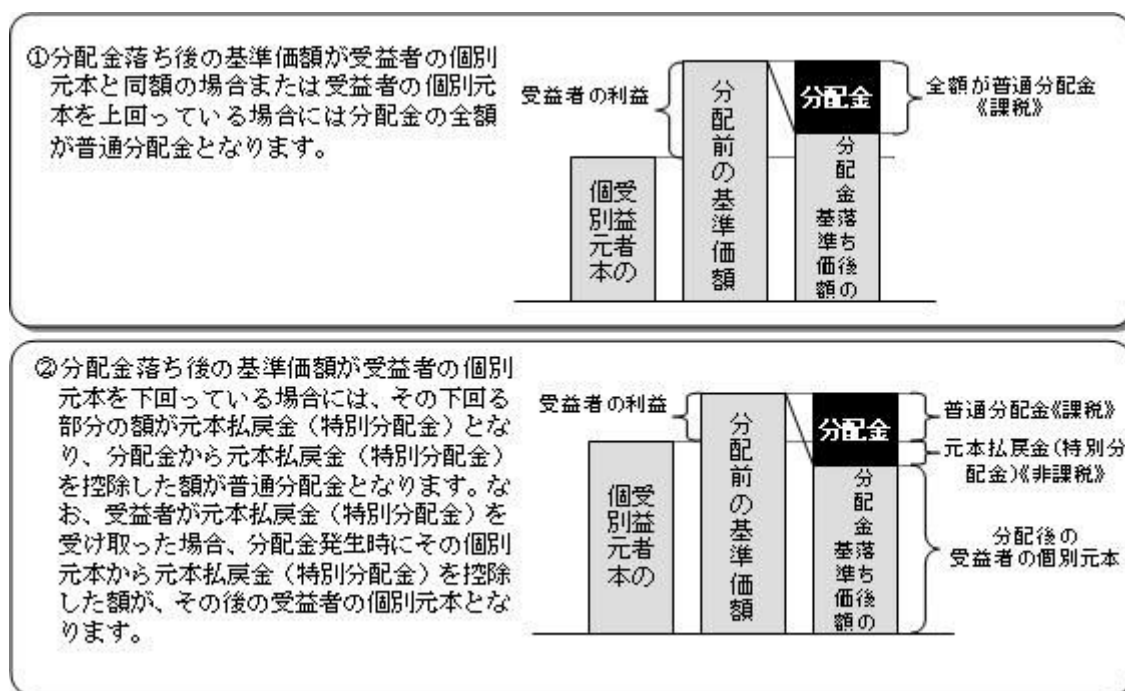 ①分配金落ち後の基準価額が受益者の個別
元本と同額の場合または受益者の個別元
本を上回っている場合には分配金の全額
が普通分配金となります。
受益者の利益
受益者の
個別元本
分配前の基準価額
分配金
分配金落ち後の
基準価額
全額が普通分配金
《課税》
②分配金落ち後の基準価額が受益者の個別
元本を下回っている場合には、その下回る
部分の額が元本払戻金（特別分配金）とな
り、分配金から元本払戻金（特別分配金）
を控除した額が普通分配金となります。な
お、受益者が元本払戻金（特別分配金）を
受け取った場合、分配金発生時にその個別
元本から元本払戻金（特別分配金）を控除
した額が、その後の受益者の個別元本とな
ります。
受益者の利益
受益者の
個別元本
分配前の基準価額
分配金
分配金落ち後の
基準価額
普通分配金《課税》
元本払戻金（特別分
配金）《非課税》
分配後の
受益者の個別元本